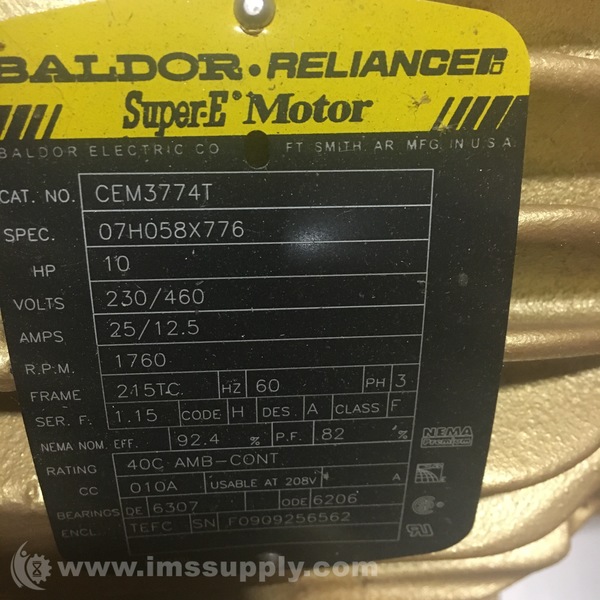 BALDOR • RELIANCER
Super-E® Motor
BALDOR ELECTRIC CO FT. SMITH, AR. MFG. IN U.S.A.
CAT. NO. CEM3774T
SPEC. 07H058X776
HP 10
VOLTS 230/460
AMPS 25/12.5
R.P.M. 1760
FRAME 215TC HZ 60 PH 3
SER. F. 1.15 CODE H DES. A CLASS F
NEMA NOM. EFF. 92.4 % P.F. 82 %
NEMA Premium
RATING 40C AMB-CONT
CC 010A USABLE AT 208V A
BEARINGS DE 6307 ODE 6206
ENCL. TEFC SN F0909256562
www.imssupply.com